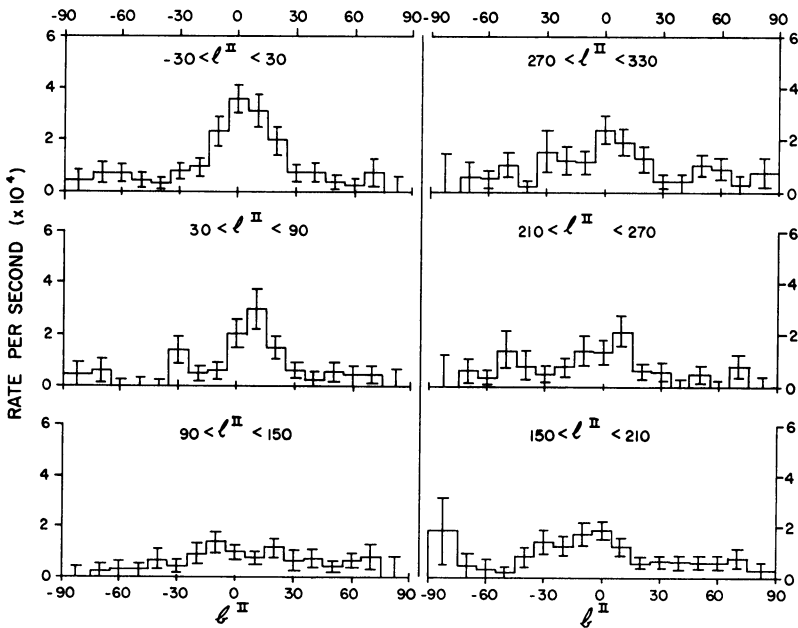 -90 -60 -30 0 30 60 90 -90 -60 -30 0 30 60 90
6 6
-30 < ℓ^II < 30
270 < ℓ^II < 330
4 4
2 2
0 0
RATE PER SECOND (x10⁴)
6 6
30 < ℓ^II < 90
210 < ℓ^II < 270
4 4
2 2
0 0
6 6
90 < ℓ^II < 150
150 < ℓ^II < 210
4 4
2 2
0 0
-90 -60 -30 0 30 60 90 -90 -60 -30 0 30 60 90
b^II b^II